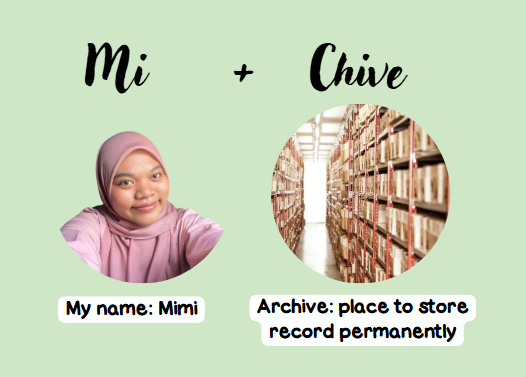 Mi + Chive
My name: Mimi
Archive: place to store
record permanently